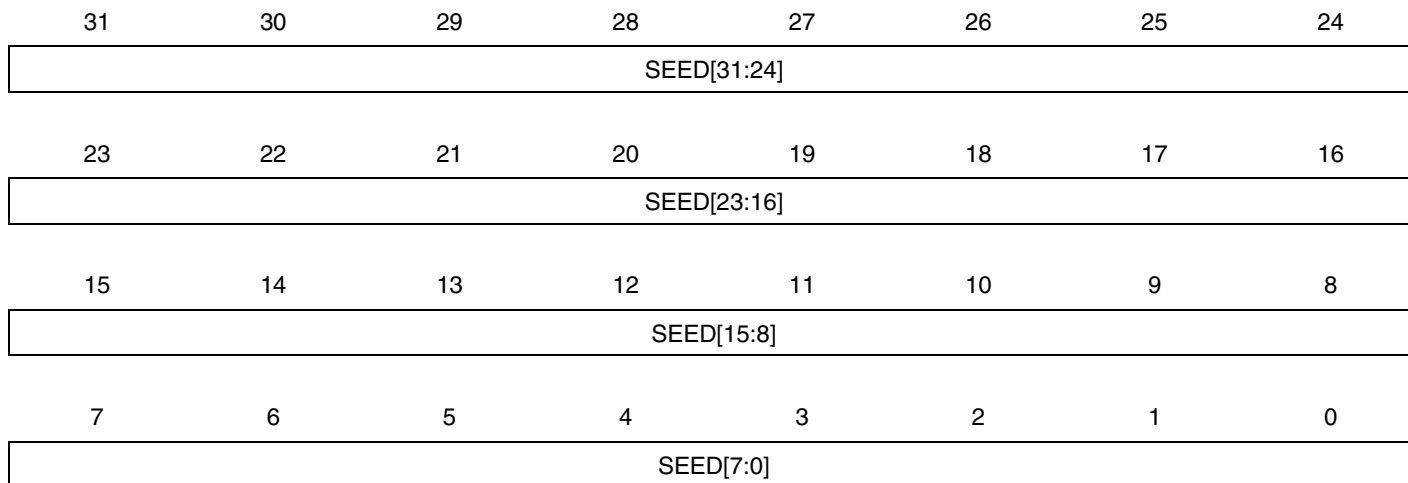 31 30 29 28 27 26 25 24
SEED[31:24]
23 22 21 20 19 18 17 16
SEED[23:16]
15 14 13 12 11 10 9 8
SEED[15:8]
7 6 5 4 3 2 1 0
SEED[7:0]